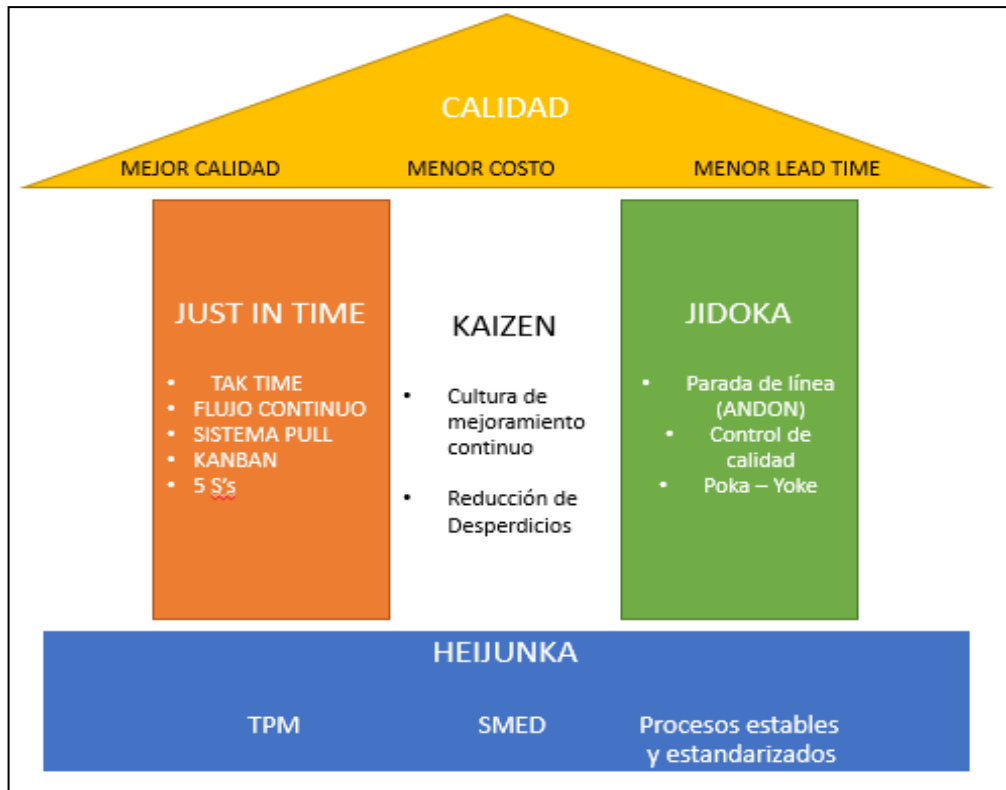 CALIDAD
MEJOR CALIDAD
MENOR COSTO
MENOR LEAD TIME
JUST IN TIME
• TAK TIME
• FLUJO CONTINUO
• SISTEMA PULL
• KANBAN
• 5 S's
KAIZEN
• Cultura de
mejoramiento
continuo
• Reducción de
Desperdicios
JIDOKA
• Parada de línea
(ANDON)
• Control de
calidad
• Poka – Yoke
HEIJUNKA
TPM
SMED
Procesos estables
y estandarizados